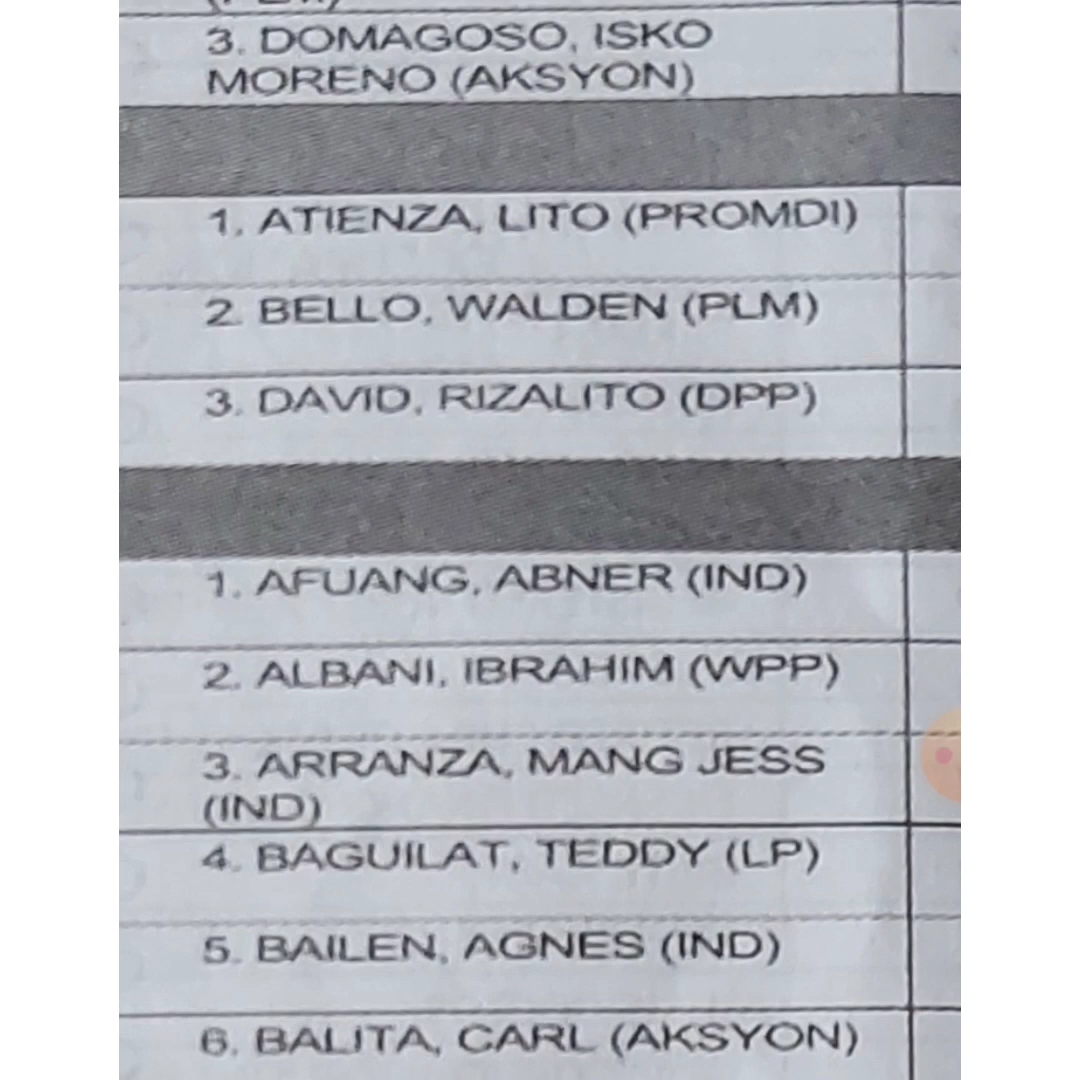 3. DOMAGOSO, ISKO
MORENO (AKSYON)
1. ATIENZA, LITO (PROMDI)
2. BELLO, WALDEN (PLM)
3. DAVID, RIZALITO (DPP)
1. AFUANG, ABNER (IND)
2. ALBANI, IBRAHIM (WPP)
3. ARRANZA, MANG JESS
(IND)
4. BAGUILAT, TEDDY (LP)
5. BAILEN, AGNES (IND)
6. BALITA, CARL (AKSYON)